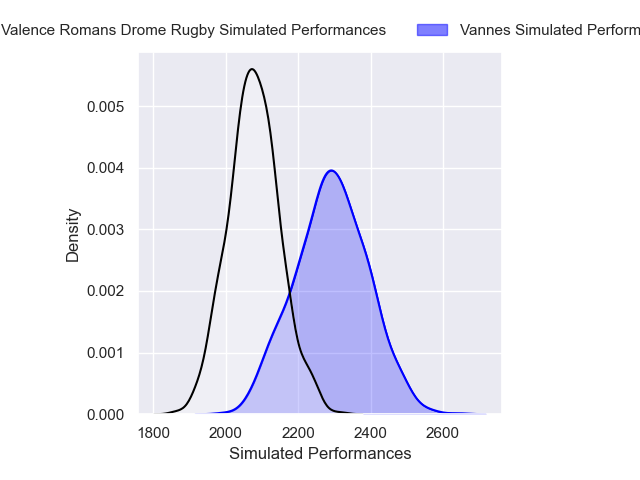 Valence Romans Drome Rugby Simulated Performances
Vannes Simulated Perform
0.005
0.004
0.003
0.002
0.001
0.000
Density
1800 2000 2200 2400 2600
Simulated Performances